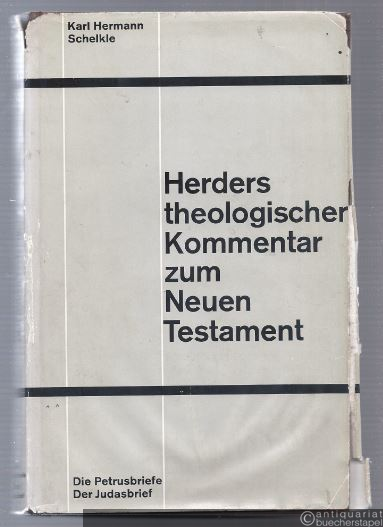 Karl Hermann
Schelkle
Herders
theologischer
Kommentar
zum
Neuen
Testament
Die Petrusbriefe
Der Judasbrief
antiquariat
buecherstapel